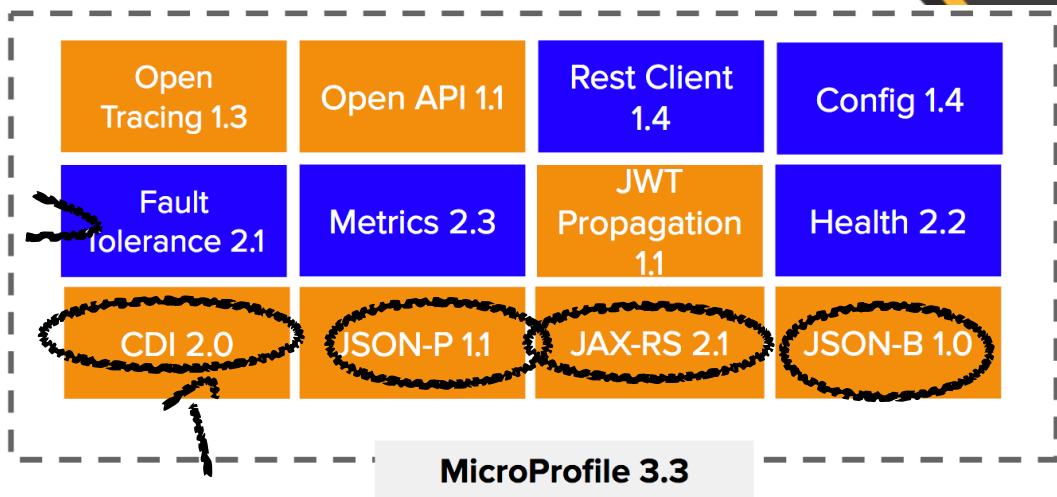 Open
Tracing 1.3
Open API 1.1
Rest Client
1.4
Config 1.4
Fault
Tolerance 2.1
Metrics 2.3
JWT
Propagation
1.1
Health 2.2
CDI 2.0
JSON-P 1.1
JAX-RS 2.1
JSON-B 1.0
MicroProfile 3.3